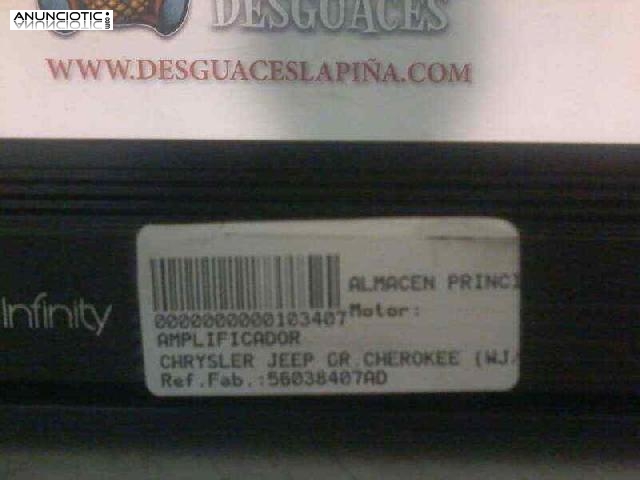 ANUNCIOTIC.es
DESGUACES
WWW.DESGUACESLAPIÑA.COM
Infinity
ALMACEN PRINCI
0000000000103407 Motor:
AMPLIFICADOR
CHRYSLER JEEP GR.CHEROKEE (WJ,
Ref.Fab.:56038407AD